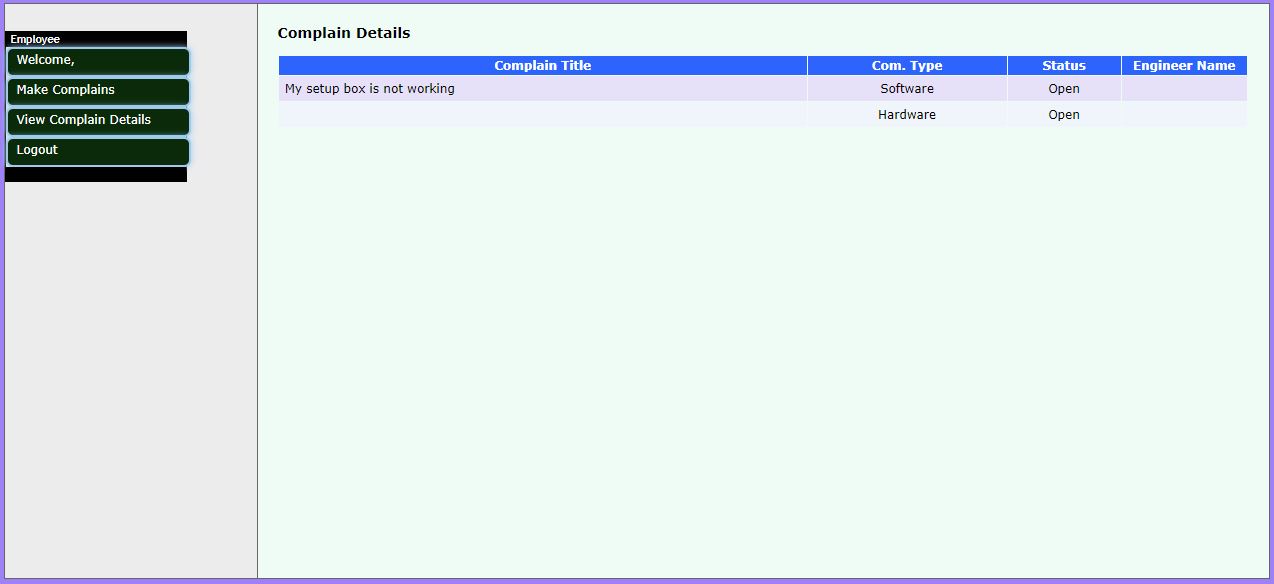 Employee
Welcome,
Make Complains
View Complain Details
Logout
Complain Details
Complain Title Com. Type Status Engineer Name
My setup box is not working Software Open
Hardware Open